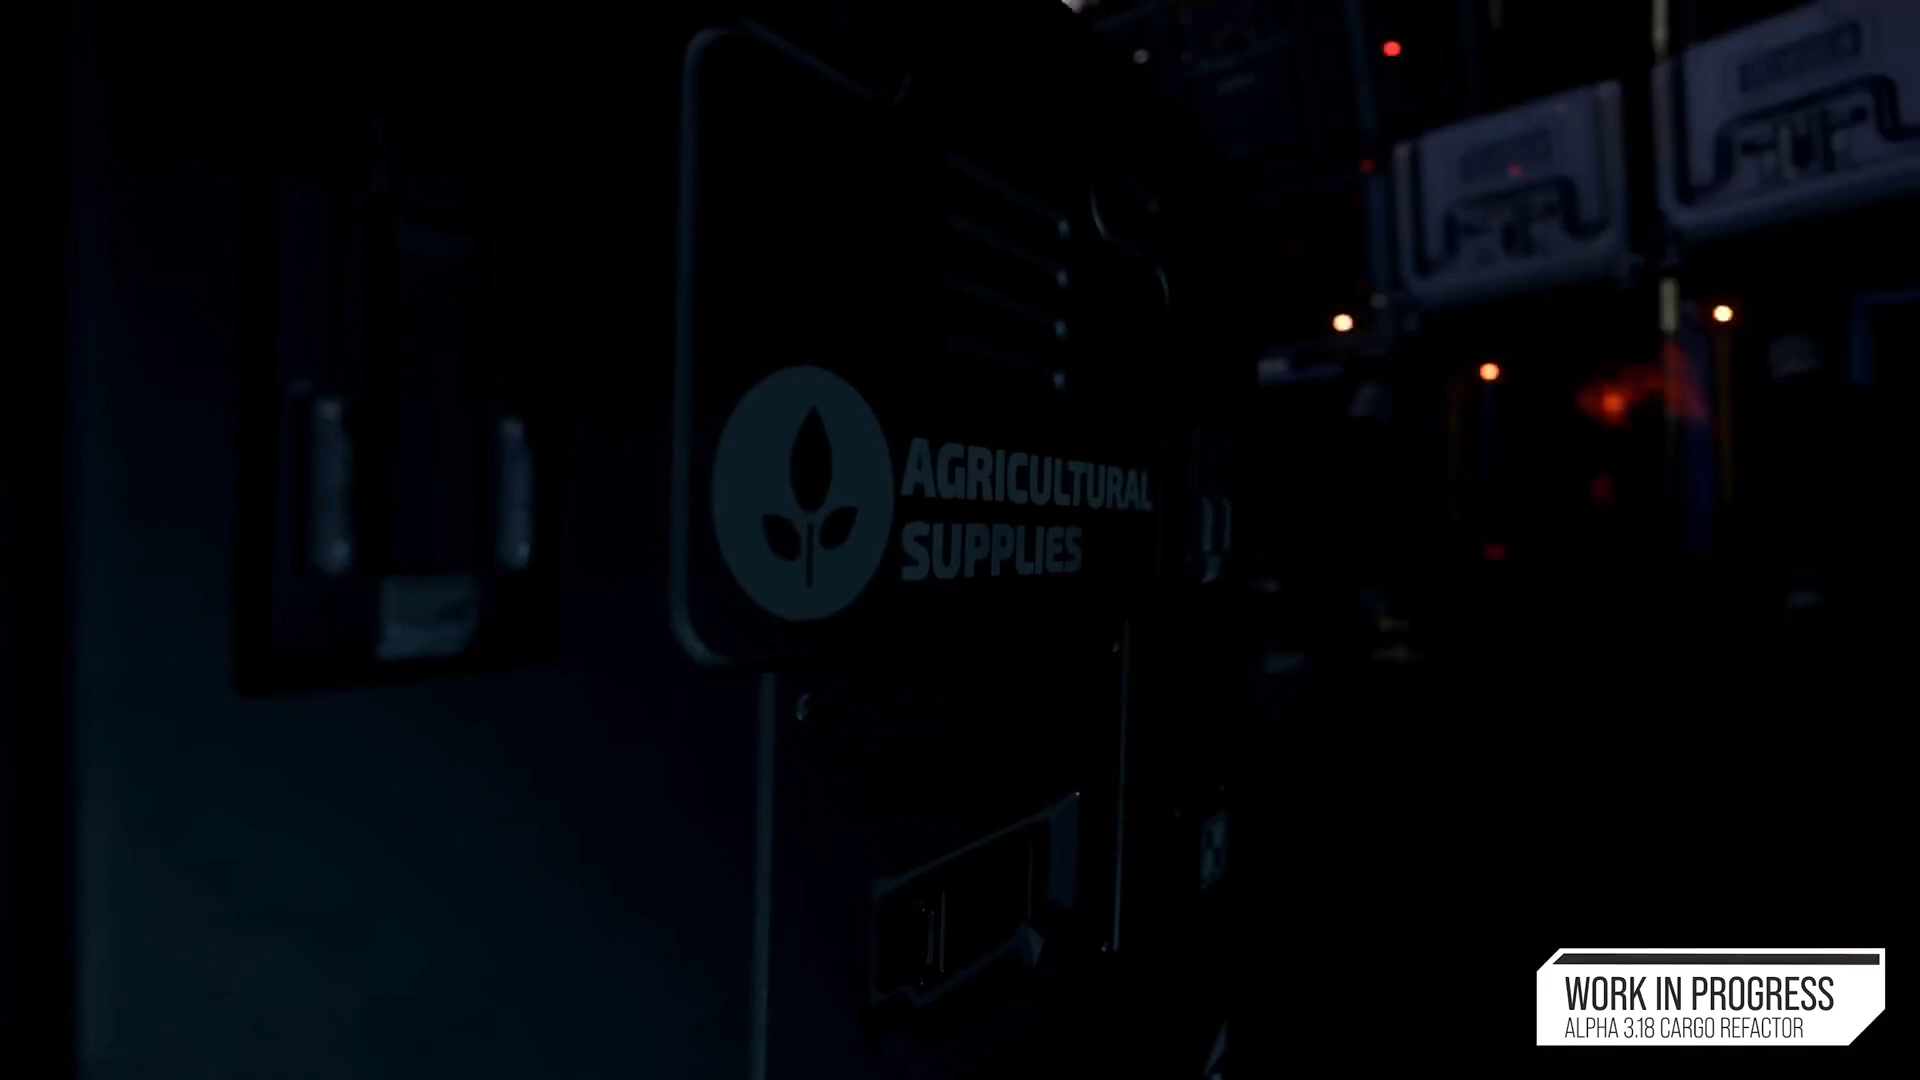 AGRICULTURAL
SUPPLIES
WORK IN PROGRESS
ALPHA 3.18 CARGO REFACTOR